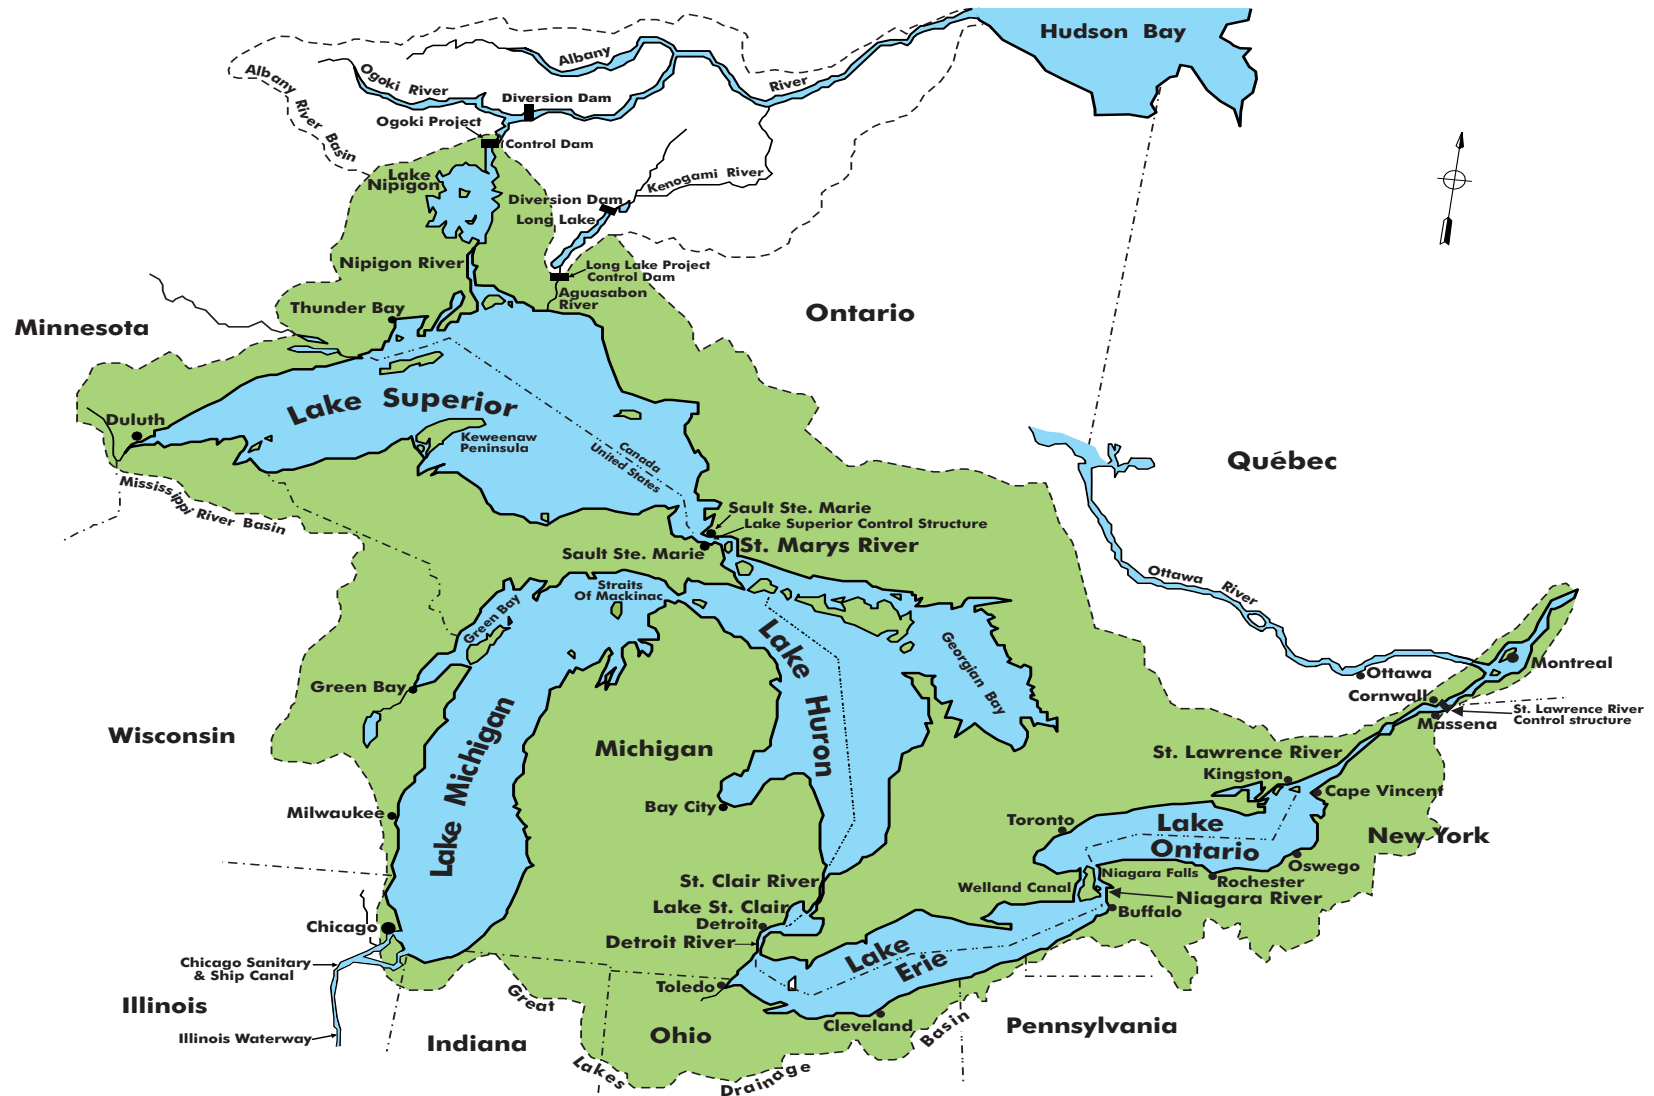 Hudson Bay
Albany
River
Ogoki River
Albany River Basin
Diversion Dam
Ogoki Project
Control Dam
Lake
Nipigon
Kenogami River
Diversion Dam
Long Lake
Nipigon River
Long Lake Project
Control Dam
Aguasabon
River
Thunder Bay
Minnesota
Ontario
Lake Superior
Duluth
Keweenaw
Peninsula
Canada
United States
Québec
Mississippi River Basin
Sault Ste. Marie
Lake Superior Control Structure
St. Marys River
Sault Ste. Marie
Straits
Of Mackinac
Green Bay
Ottawa River
Lake Huron
Georgian Bay
Montreal
Ottawa
Cornwall
St. Lawrence River
Control structure
Massena
Green Bay
Wisconsin
Lake Michigan
Michigan
St. Lawrence River
Kingston
Cape Vincent
Bay City
Milwaukee
Toronto
Lake
Ontario
New York
Oswego
Niagara Falls
Rochester
Welland Canal
Niagara River
Buffalo
St. Clair River
Lake St. Clair
Detroit
Detroit River
Chicago
Chicago Sanitary
& Ship Canal
Lake
Erie
Toledo
Illinois
Great
Lakes
Drainage
Basin
Cleveland
Pennsylvania
Ohio
Indiana
Illinois Waterway